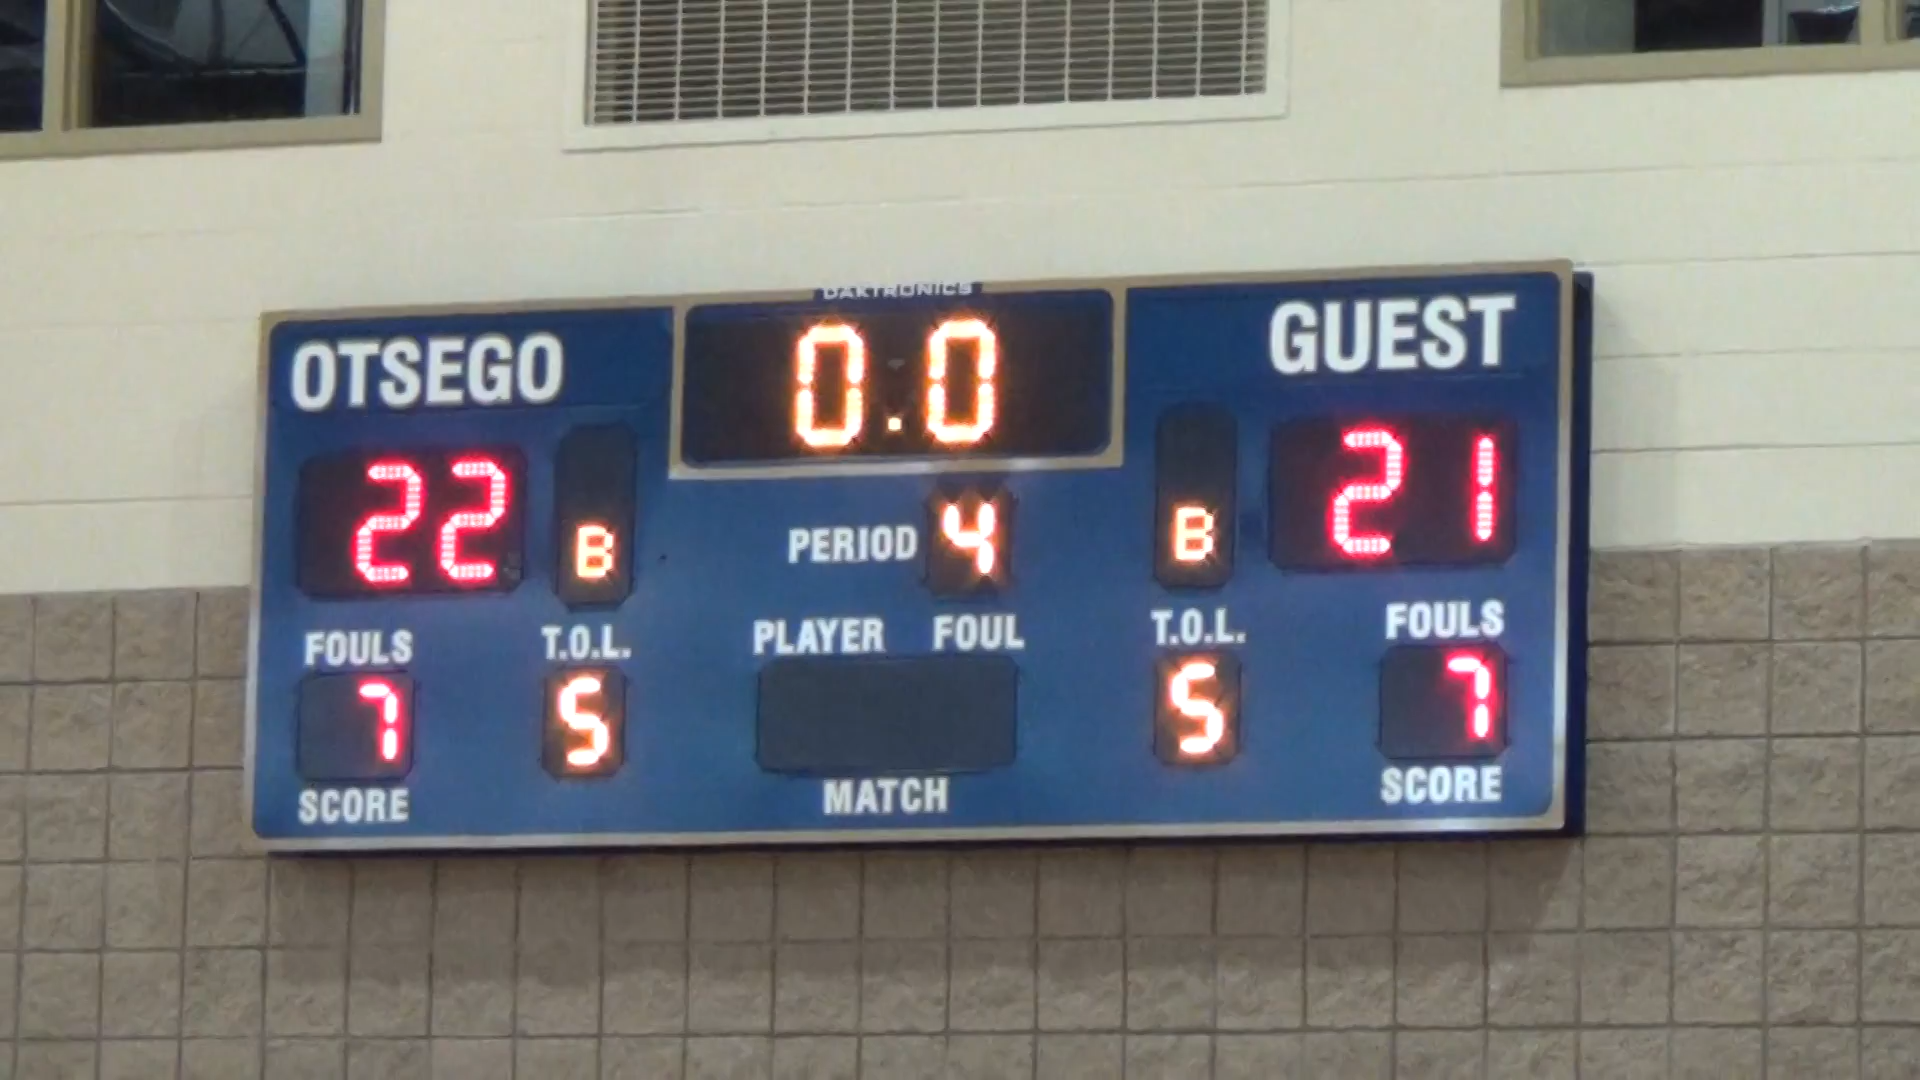 DAKTRONICS
OTSEGO 0.0 GUEST
22 B PERIOD 4 B 21
FOULS T.O.L. PLAYER FOUL T.O.L. FOULS
7 5 5 7
SCORE MATCH SCORE